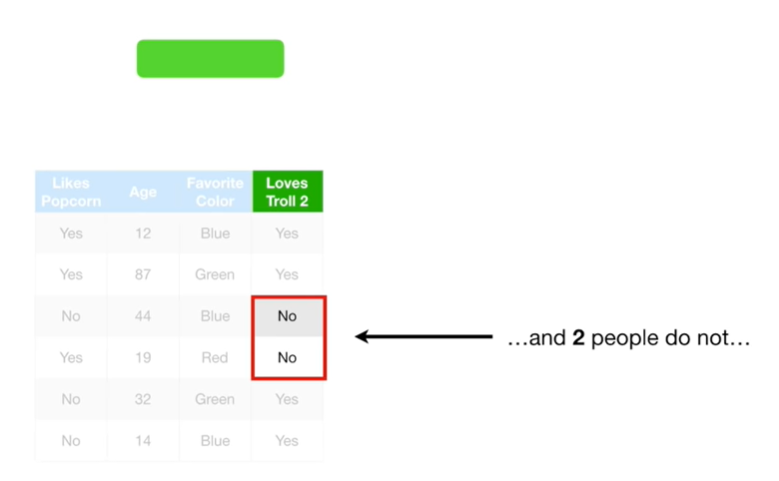 Likes Popcorn Age Favorite Color Loves Troll 2
Yes 12 Blue Yes
Yes 87 Green Yes
No 44 Blue No
Yes 19 Red No
No 32 Green Yes
No 14 Blue Yes
…and 2 people do not…